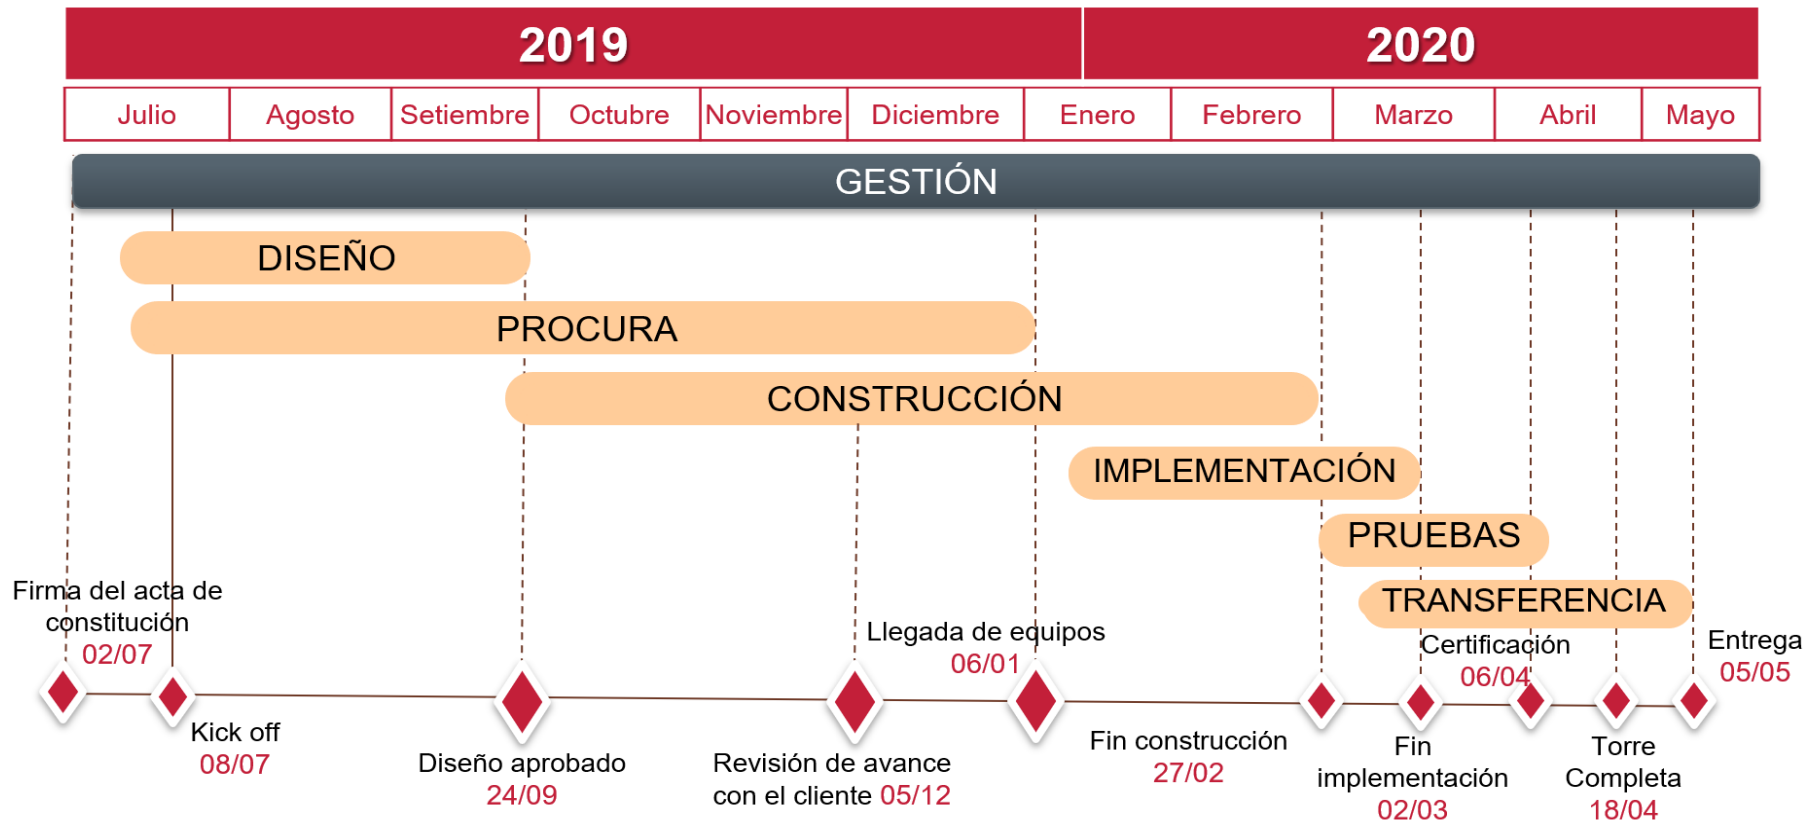 2019
2020
Julio
Agosto
Setiembre
Octubre
Noviembre
Diciembre
Enero
Febrero
Marzo
Abril
Mayo
GESTIÓN
DISEÑO
PROCURA
CONSTRUCCIÓN
IMPLEMENTACIÓN
PRUEBAS
TRANSFERENCIA
Firma del acta de
constitución
02/07
Kick off
08/07
Diseño aprobado
24/09
Revisión de avance
con el cliente 05/12
Llegada de equipos
06/01
Fin construcción
27/02
Fin
implementación
02/03
Certificación
06/04
Torre
Completa
18/04
Entrega
05/05